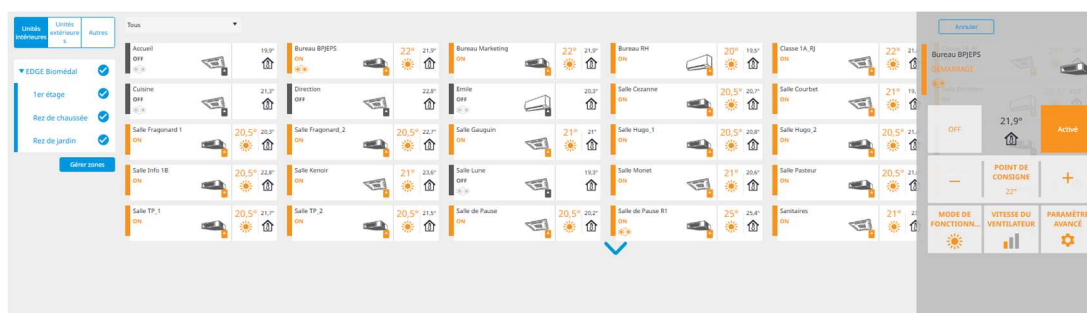 Unités
intérieures
Unités
extérieure
s
Autres
Tous
EDGE Biomédal
1er étage
Rez de chaussée
Rez de jardin
Gérer zones
Accueil
OFF
19,9°
Bureau BPJEPS
ON
22° 21,9°
Bureau Marketing
ON
22° 21,9°
Bureau RH
ON
20° 19,5°
Classe 1A_RJ
ON
22°
Cuisine
OFF
21,3°
Direction
OFF
22,8°
Emile
OFF
20,3°
Salle Cezanne
ON
20,5° 20,7°
Salle Courbet
ON
21°
Salle Fragonard 1
ON
20,5° 20,3°
Salle Fragonard_2
ON
20,5° 22,7°
Salle Gauguin
ON
21° 21°
Salle Hugo_1
ON
20,5° 20,8°
Salle Hugo_2
ON
20,5°
Salle Info 1B
ON
20,5° 22,8°
Salle Kenoir
ON
21° 23,6°
Salle Lune
OFF
19,3°
Salle Monet
ON
21° 20,6°
Salle Pasteur
ON
20,5°
Salle TP_1
ON
20,5° 21,7°
Salle TP_2
ON
20,5° 21,5°
Salle de Pause
ON
20,5° 20,2°
Salle de Pause R1
ON
25° 25,4°
Sanitaires
ON
21°
Annuler
Bureau BPJEPS
DÉMARRAGE
OFF
21,9°
Activé
—
POINT DE
CONSIGNE
22°
+
MODE DE
FONCTIONN...
VITESSE DU
VENTILATEUR
PARAMÈTRE
AVANCÉ